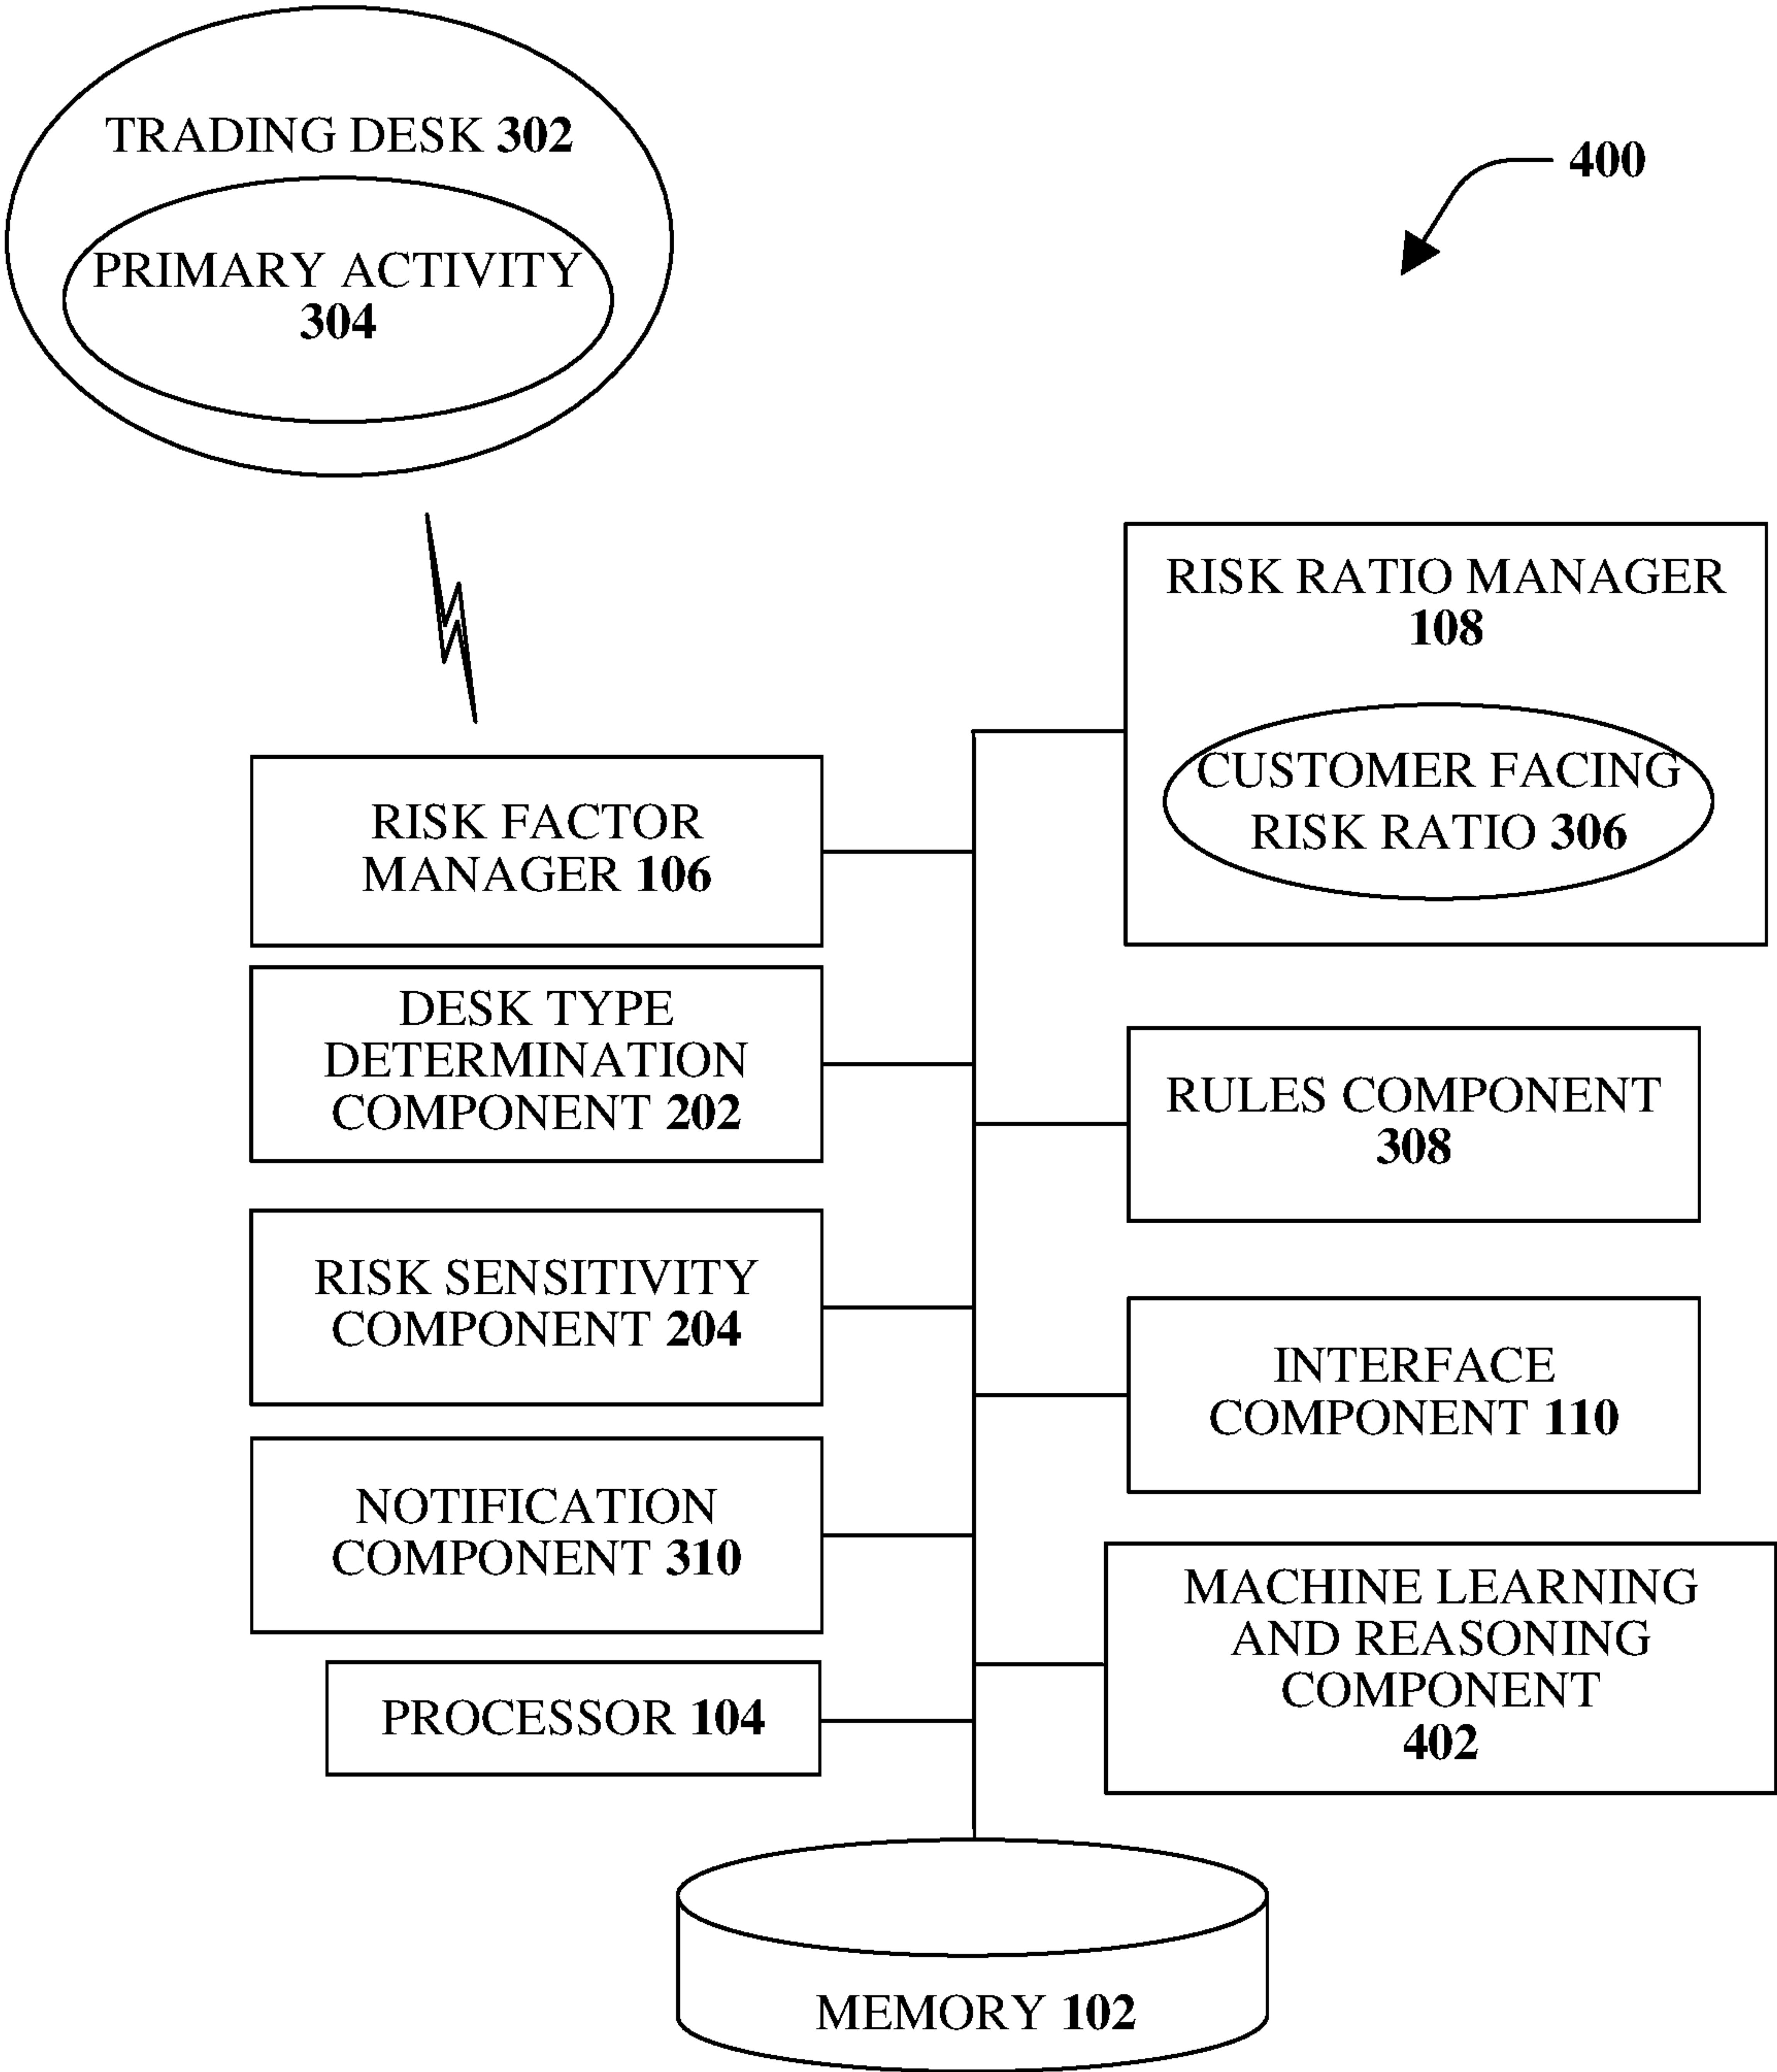 TRADING DESK 302
PRIMARY ACTIVITY
304
400
RISK RATIO MANAGER
108
CUSTOMER FACING
RISK RATIO 306
RISK FACTOR
MANAGER 106
DESK TYPE
DETERMINATION
COMPONENT 202
RULES COMPONENT
308
RISK SENSITIVITY
COMPONENT 204
INTERFACE
COMPONENT 110
NOTIFICATION
COMPONENT 310
MACHINE LEARNING
AND REASONING
COMPONENT
402
PROCESSOR 104
MEMORY 102